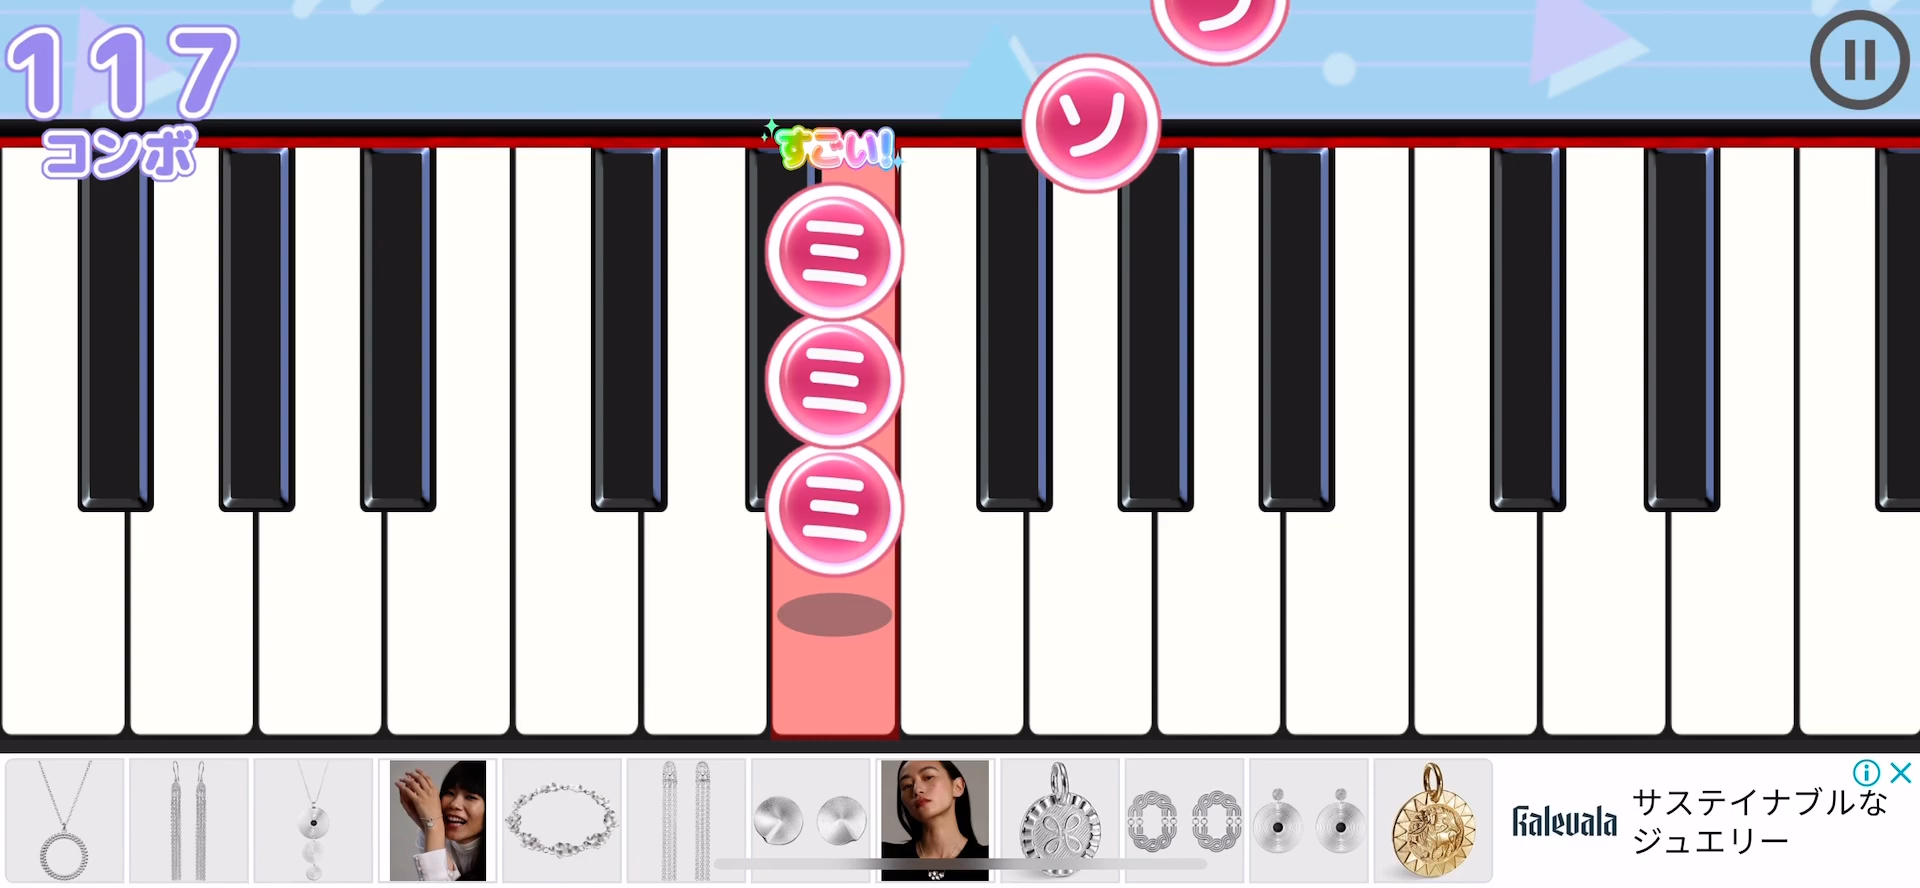 117
コンボ
すごい!
ソ
ミ
ミ
ミ
Kalevala
サステイナブルな
ジュエリー